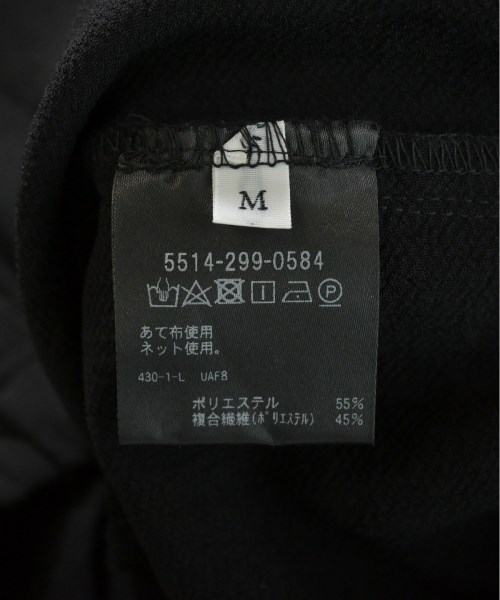 M
5514-299-0584
あて布使用
ネット使用。
430-1-L UAF8
ポリエステル 55%
複合繊維(ﾎﾟﾘｴｽﾃﾙ) 45%